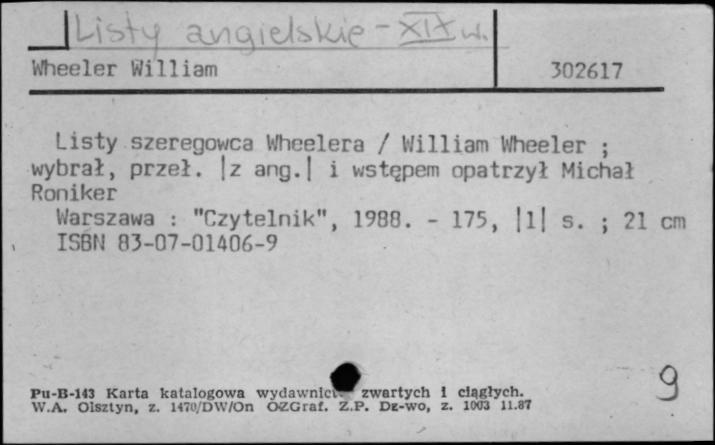 Listy angielskie - XIX w.
Wheeler William 302617
Listy szeregowca Wheelera / William Wheeler ;
wybrał, przeł. |z ang.| i wstępem opatrzył Michał
Roniker
Warszawa : "Czytelnik", 1988. - 175, |1| s. ; 21 cm
ISBN 83-07-01406-9
9
Pu-B-143 Karta katalogowa zwartych i ciągłych.
W.A. Olsztyn, z. 1470/DW/On OZGraf. Z.P. Dz-wo, z. 1003 11.87